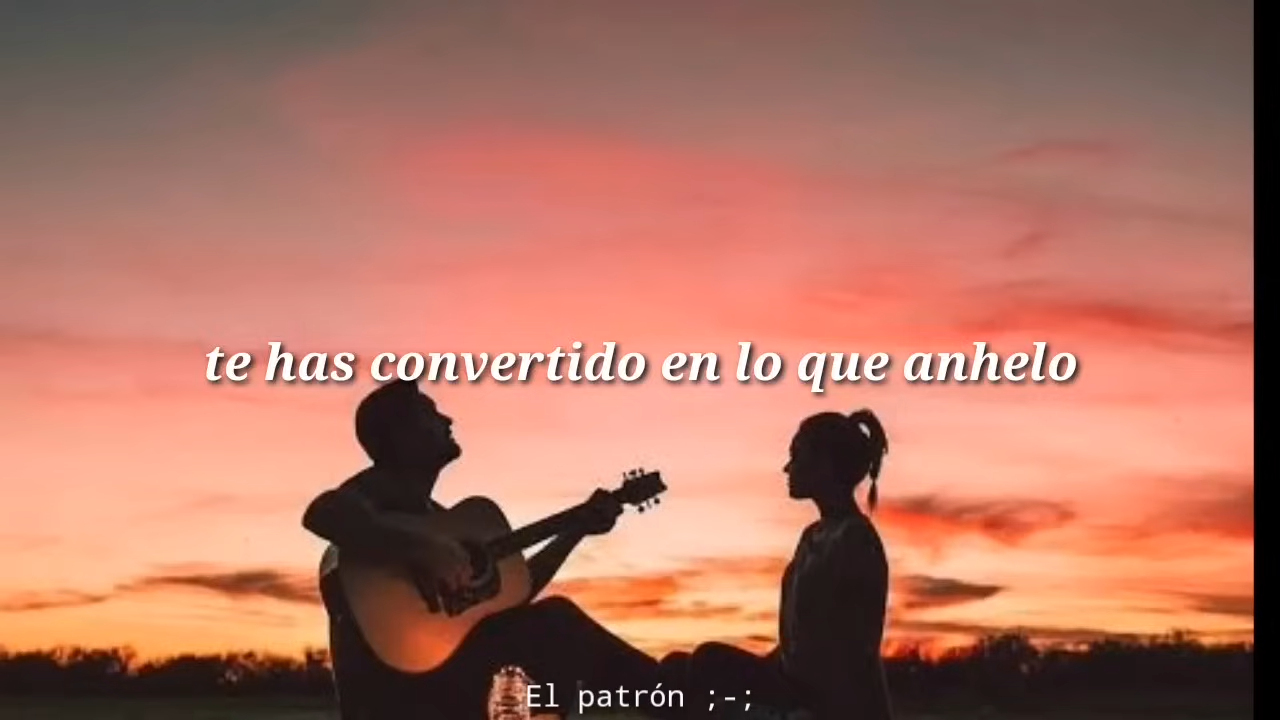 te has convertido en lo que anhelo
El patrón ;-;